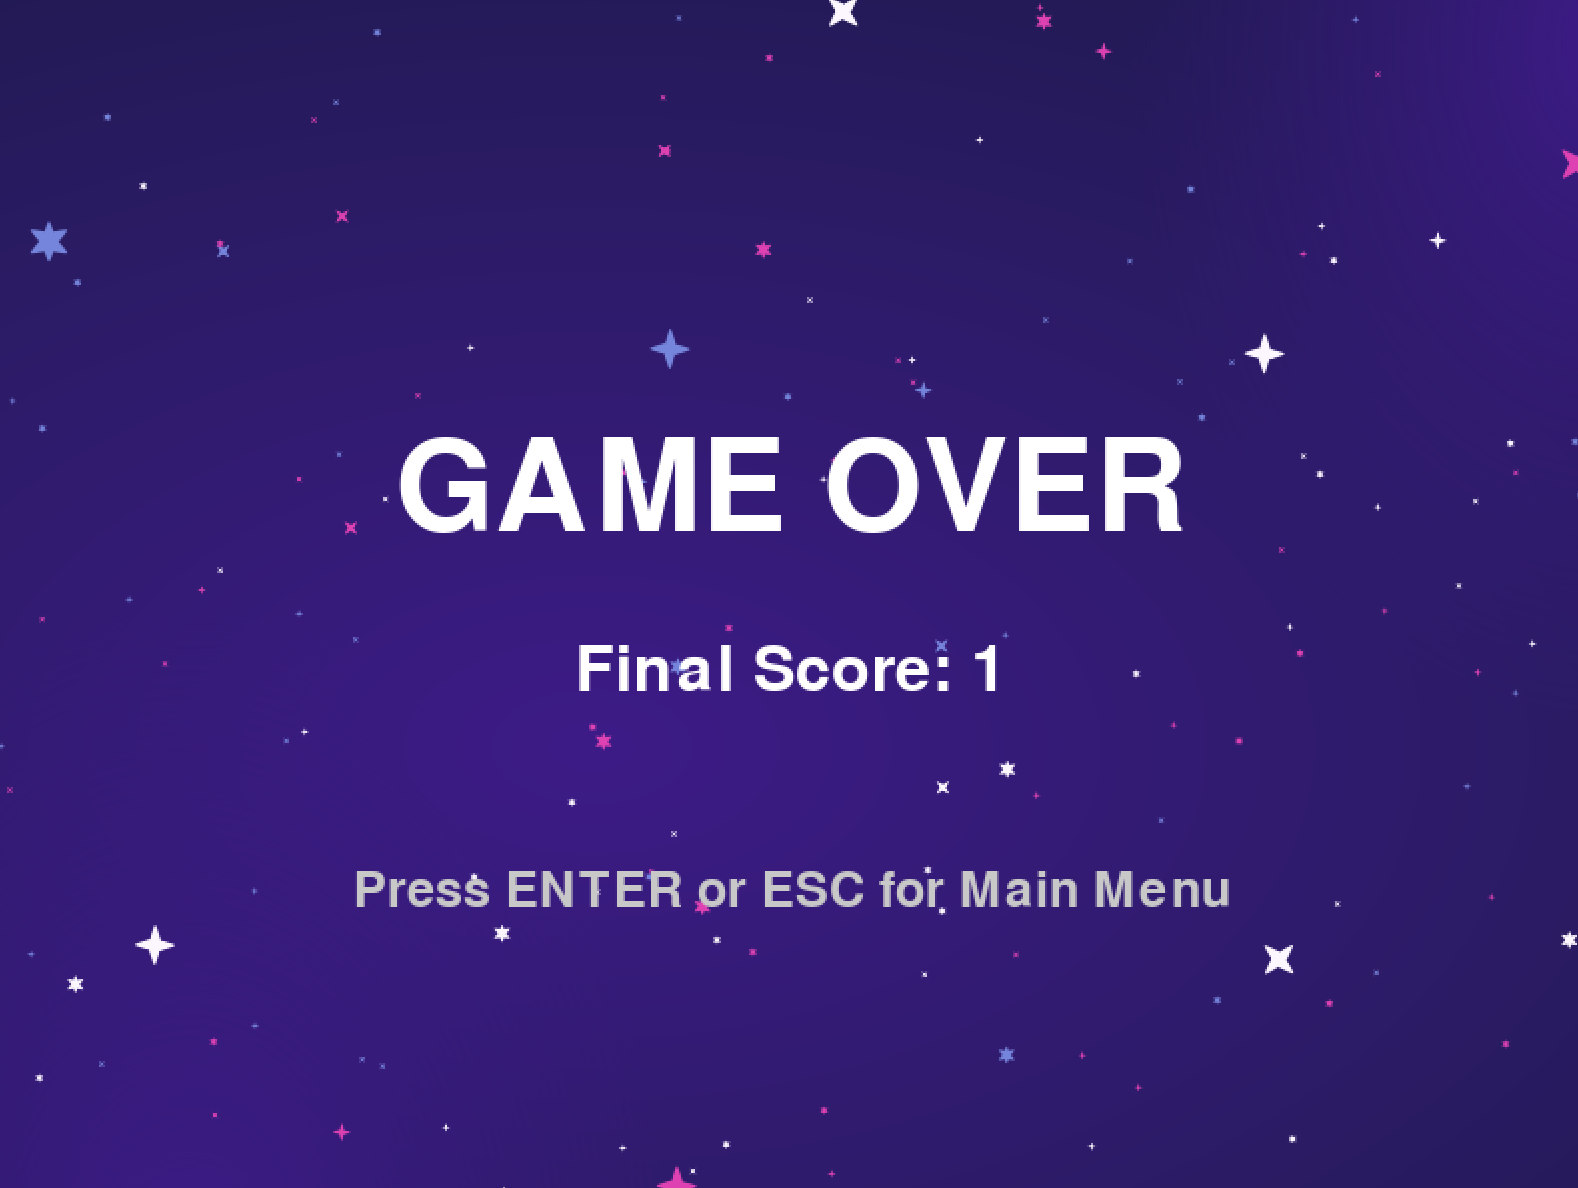 GAME OVER
Final Score: 1
Press ENTER or ESC for Main Menu